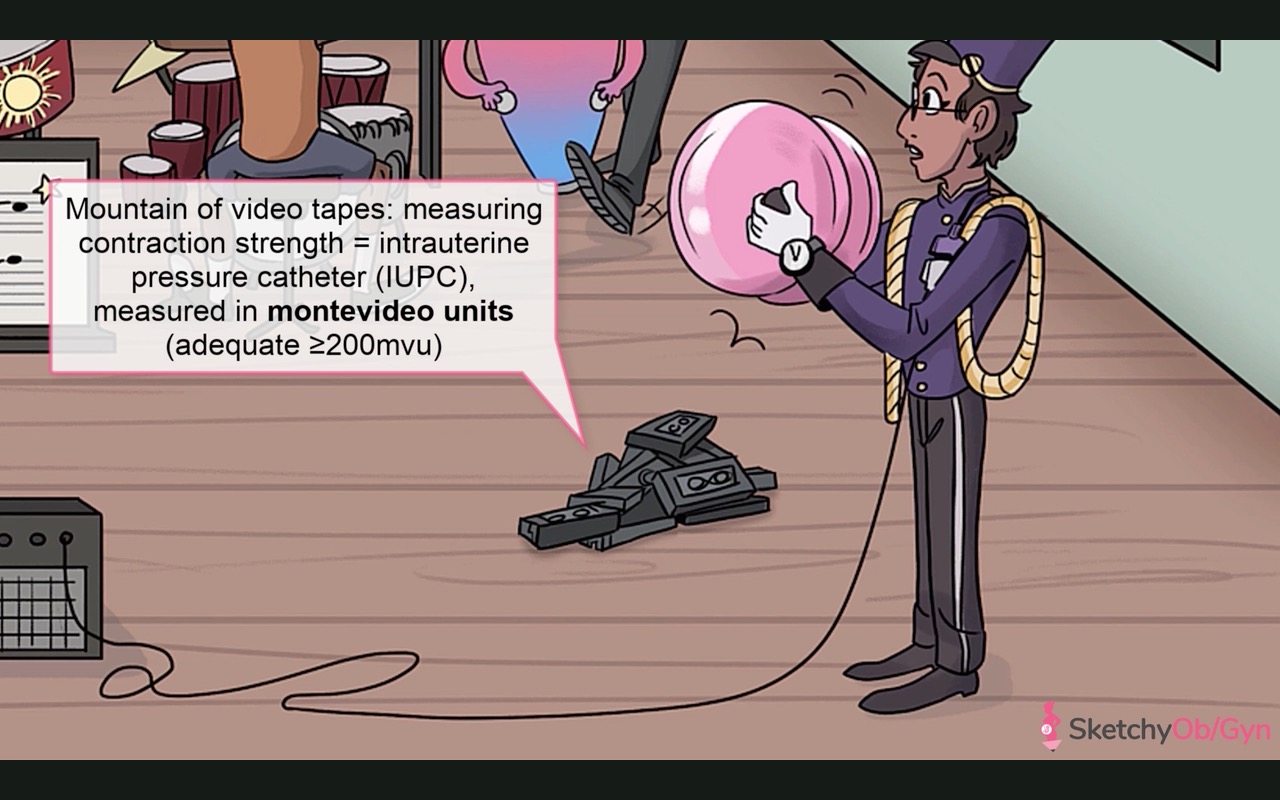 Mountain of video tapes: measuring
contraction strength = intrauterine
pressure catheter (IUPC),
measured in montevideo units
(adequate ≥200mvu)
V
SketchyOb/Gyn